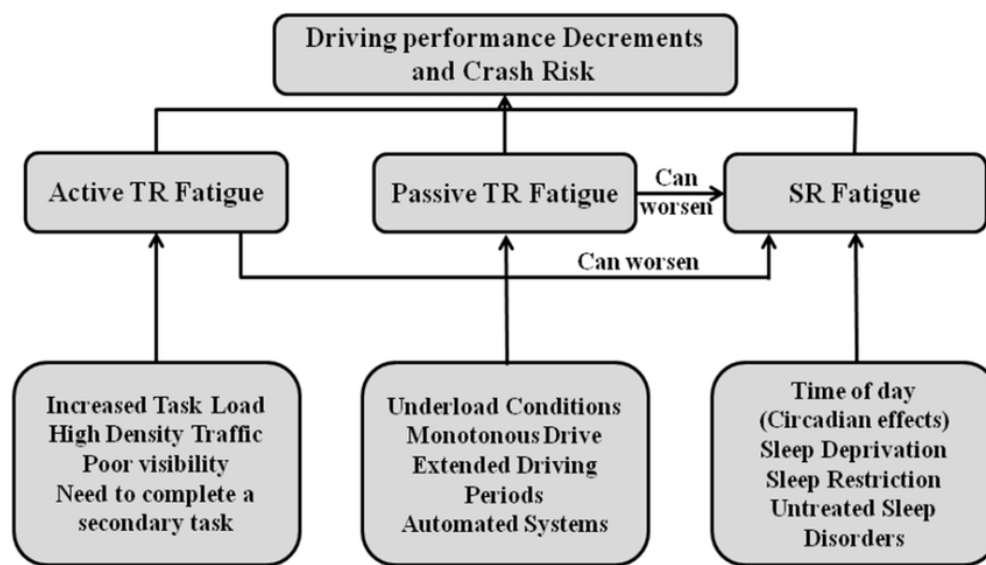 Driving performance Decrements
and Crash Risk
Active TR Fatigue
Passive TR Fatigue
Can
worsen
SR Fatigue
Can worsen
Increased Task Load
High Density Traffic
Poor visibility
Need to complete a
secondary task
Underload Conditions
Monotonous Drive
Extended Driving
Periods
Automated Systems
Time of day
(Circadian effects)
Sleep Deprivation
Sleep Restriction
Untreated Sleep
Disorders